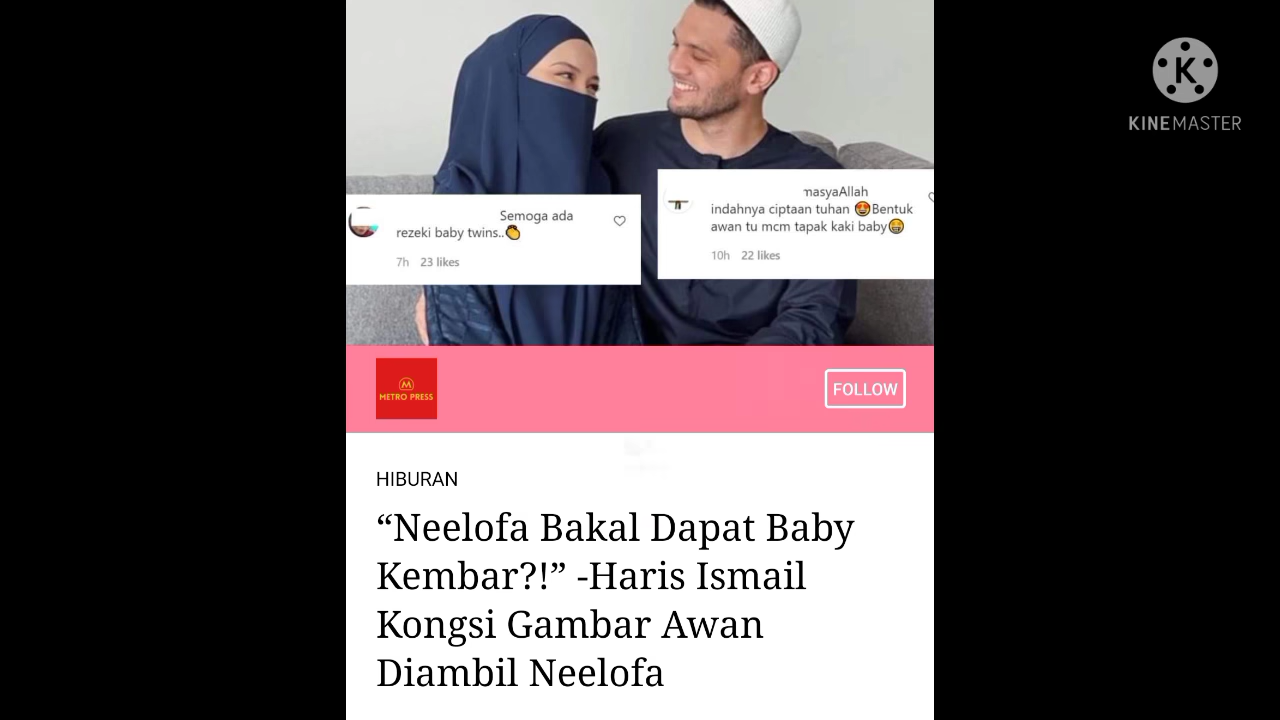 KINEMASTER
masyaAllah
indahnya ciptaan tuhan 😍Bentuk
awan tu mcm tapak kaki baby😁
10h 22 likes
Semoga ada
rezeki baby twins..👏
7h 23 likes
METRO PRESS
FOLLOW
HIBURAN
“Neelofa Bakal Dapat Baby
Kembar?!” -Haris Ismail
Kongsi Gambar Awan
Diambil Neelofa